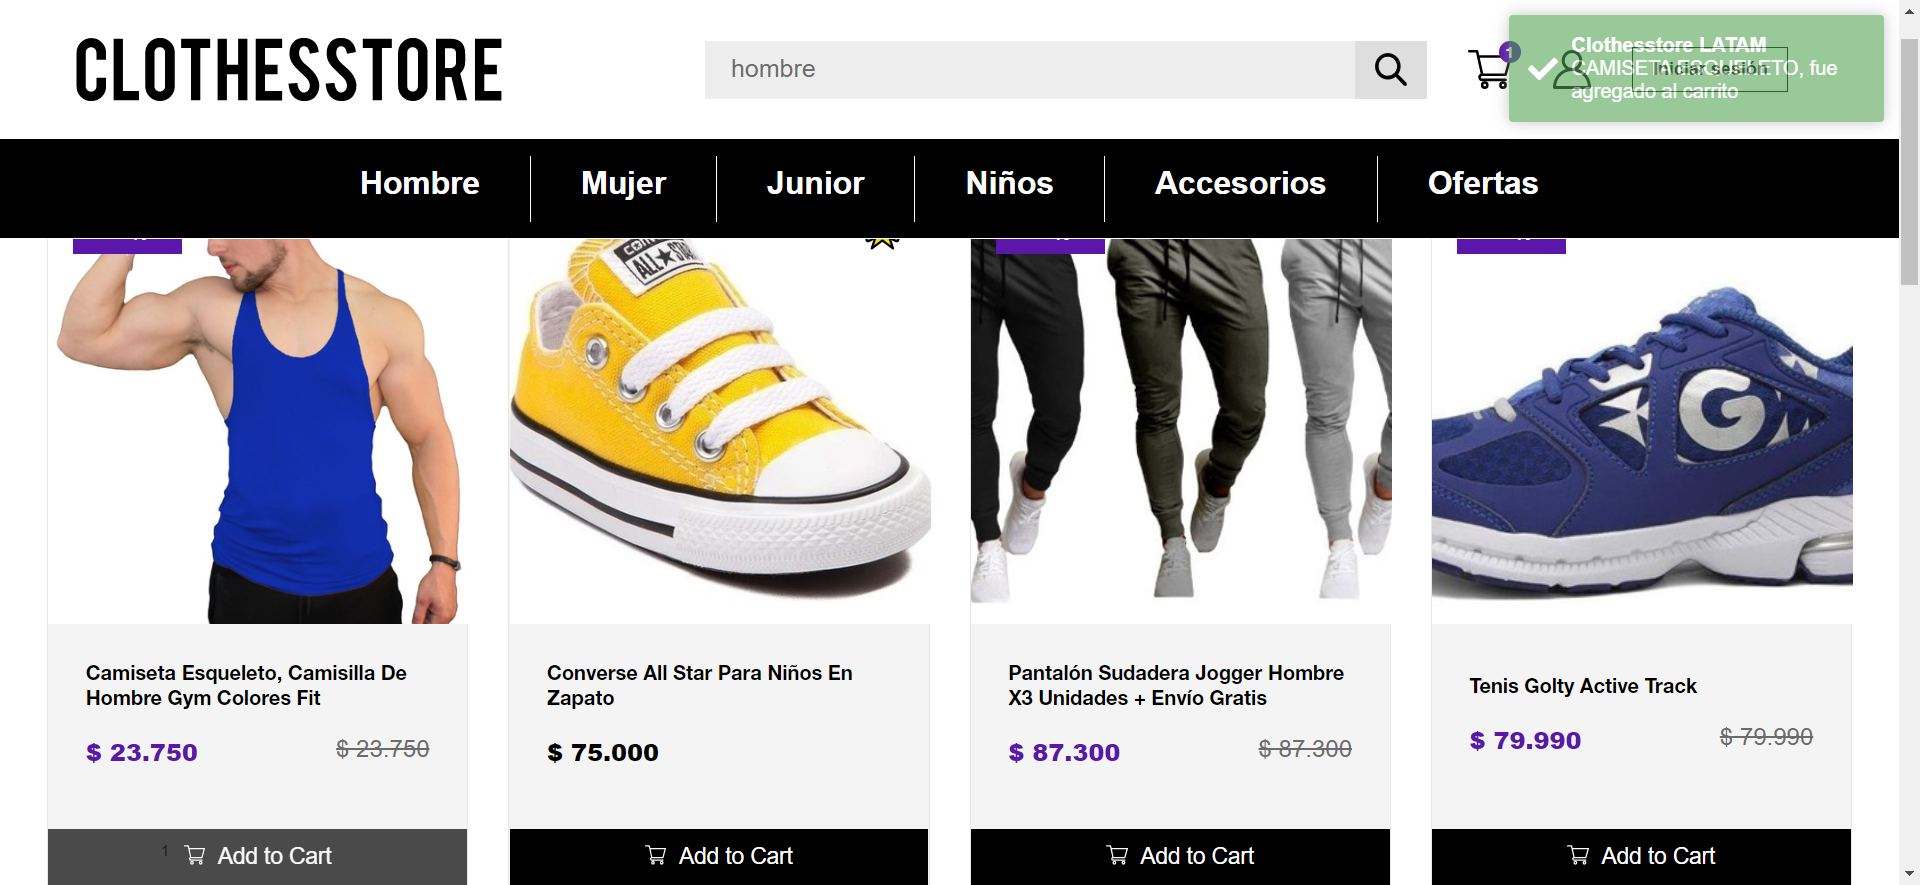 CLOTHESSTORE
hombre
1
Clothesstore LATAM
Iniciar sesión
CAMISETA ESQUELETO, fue
agregado al carrito
Hombre
Mujer
Junior
Niños
Accesorios
Ofertas
ALL STAR
G
Camiseta Esqueleto, Camisilla De
Hombre Gym Colores Fit
$ 23.750
$ 23.750
Converse All Star Para Niños En
Zapato
$ 75.000
Pantalón Sudadera Jogger Hombre
X3 Unidades + Envío Gratis
$ 87.300
$ 87.300
Tenis Golty Active Track
$ 79.990
$ 79.990
1
Add to Cart
Add to Cart
Add to Cart
Add to Cart